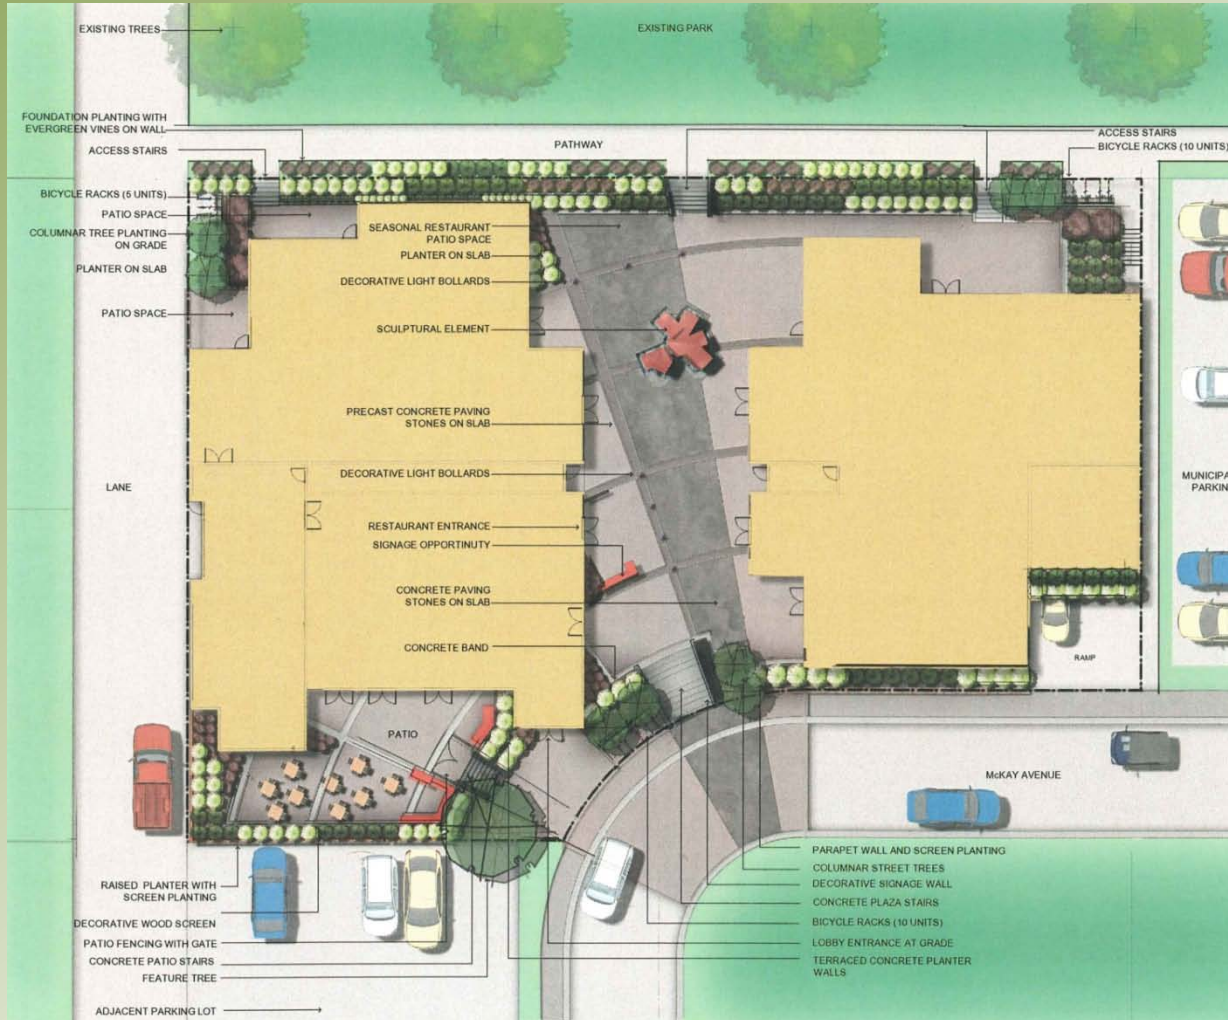 EXISTING TREES
EXISTING PARK
FOUNDATION PLANTING WITH
EVERGREEN VINES ON WALL
ACCESS STAIRS
PATHWAY
ACCESS STAIRS
BICYCLE RACKS (10 UNITS)
BICYCLE RACKS (5 UNITS)
PATIO SPACE
COLUMNAR TREE PLANTING
ON GRADE
PLANTER ON SLAB
PATIO SPACE
SEASONAL RESTAURANT
PATIO SPACE
PLANTER ON SLAB
DECORATIVE LIGHT BOLLARDS
SCULPTURAL ELEMENT
PRECAST CONCRETE PAVING
STONES ON SLAB
DECORATIVE LIGHT BOLLARDS
LANE
MUNICIPA
PARKIN
RESTAURANT ENTRANCE
SIGNAGE OPPORTINUTY
CONCRETE PAVING
STONES ON SLAB
CONCRETE BAND
RAMP
PATIO
McKAY AVENUE
RAISED PLANTER WITH
SCREEN PLANTING
DECORATIVE WOOD SCREEN
PATIO FENCING WITH GATE
CONCRETE PATIO STAIRS
FEATURE TREE
ADJACENT PARKING LOT
PARAPET WALL AND SCREEN PLANTING
COLUMNAR STREET TREES
DECORATIVE SIGNAGE WALL
CONCRETE PLAZA STAIRS
BICYCLE RACKS (10 UNITS)
LOBBY ENTRANCE AT GRADE
TERRACED CONCRETE PLANTER
WALLS